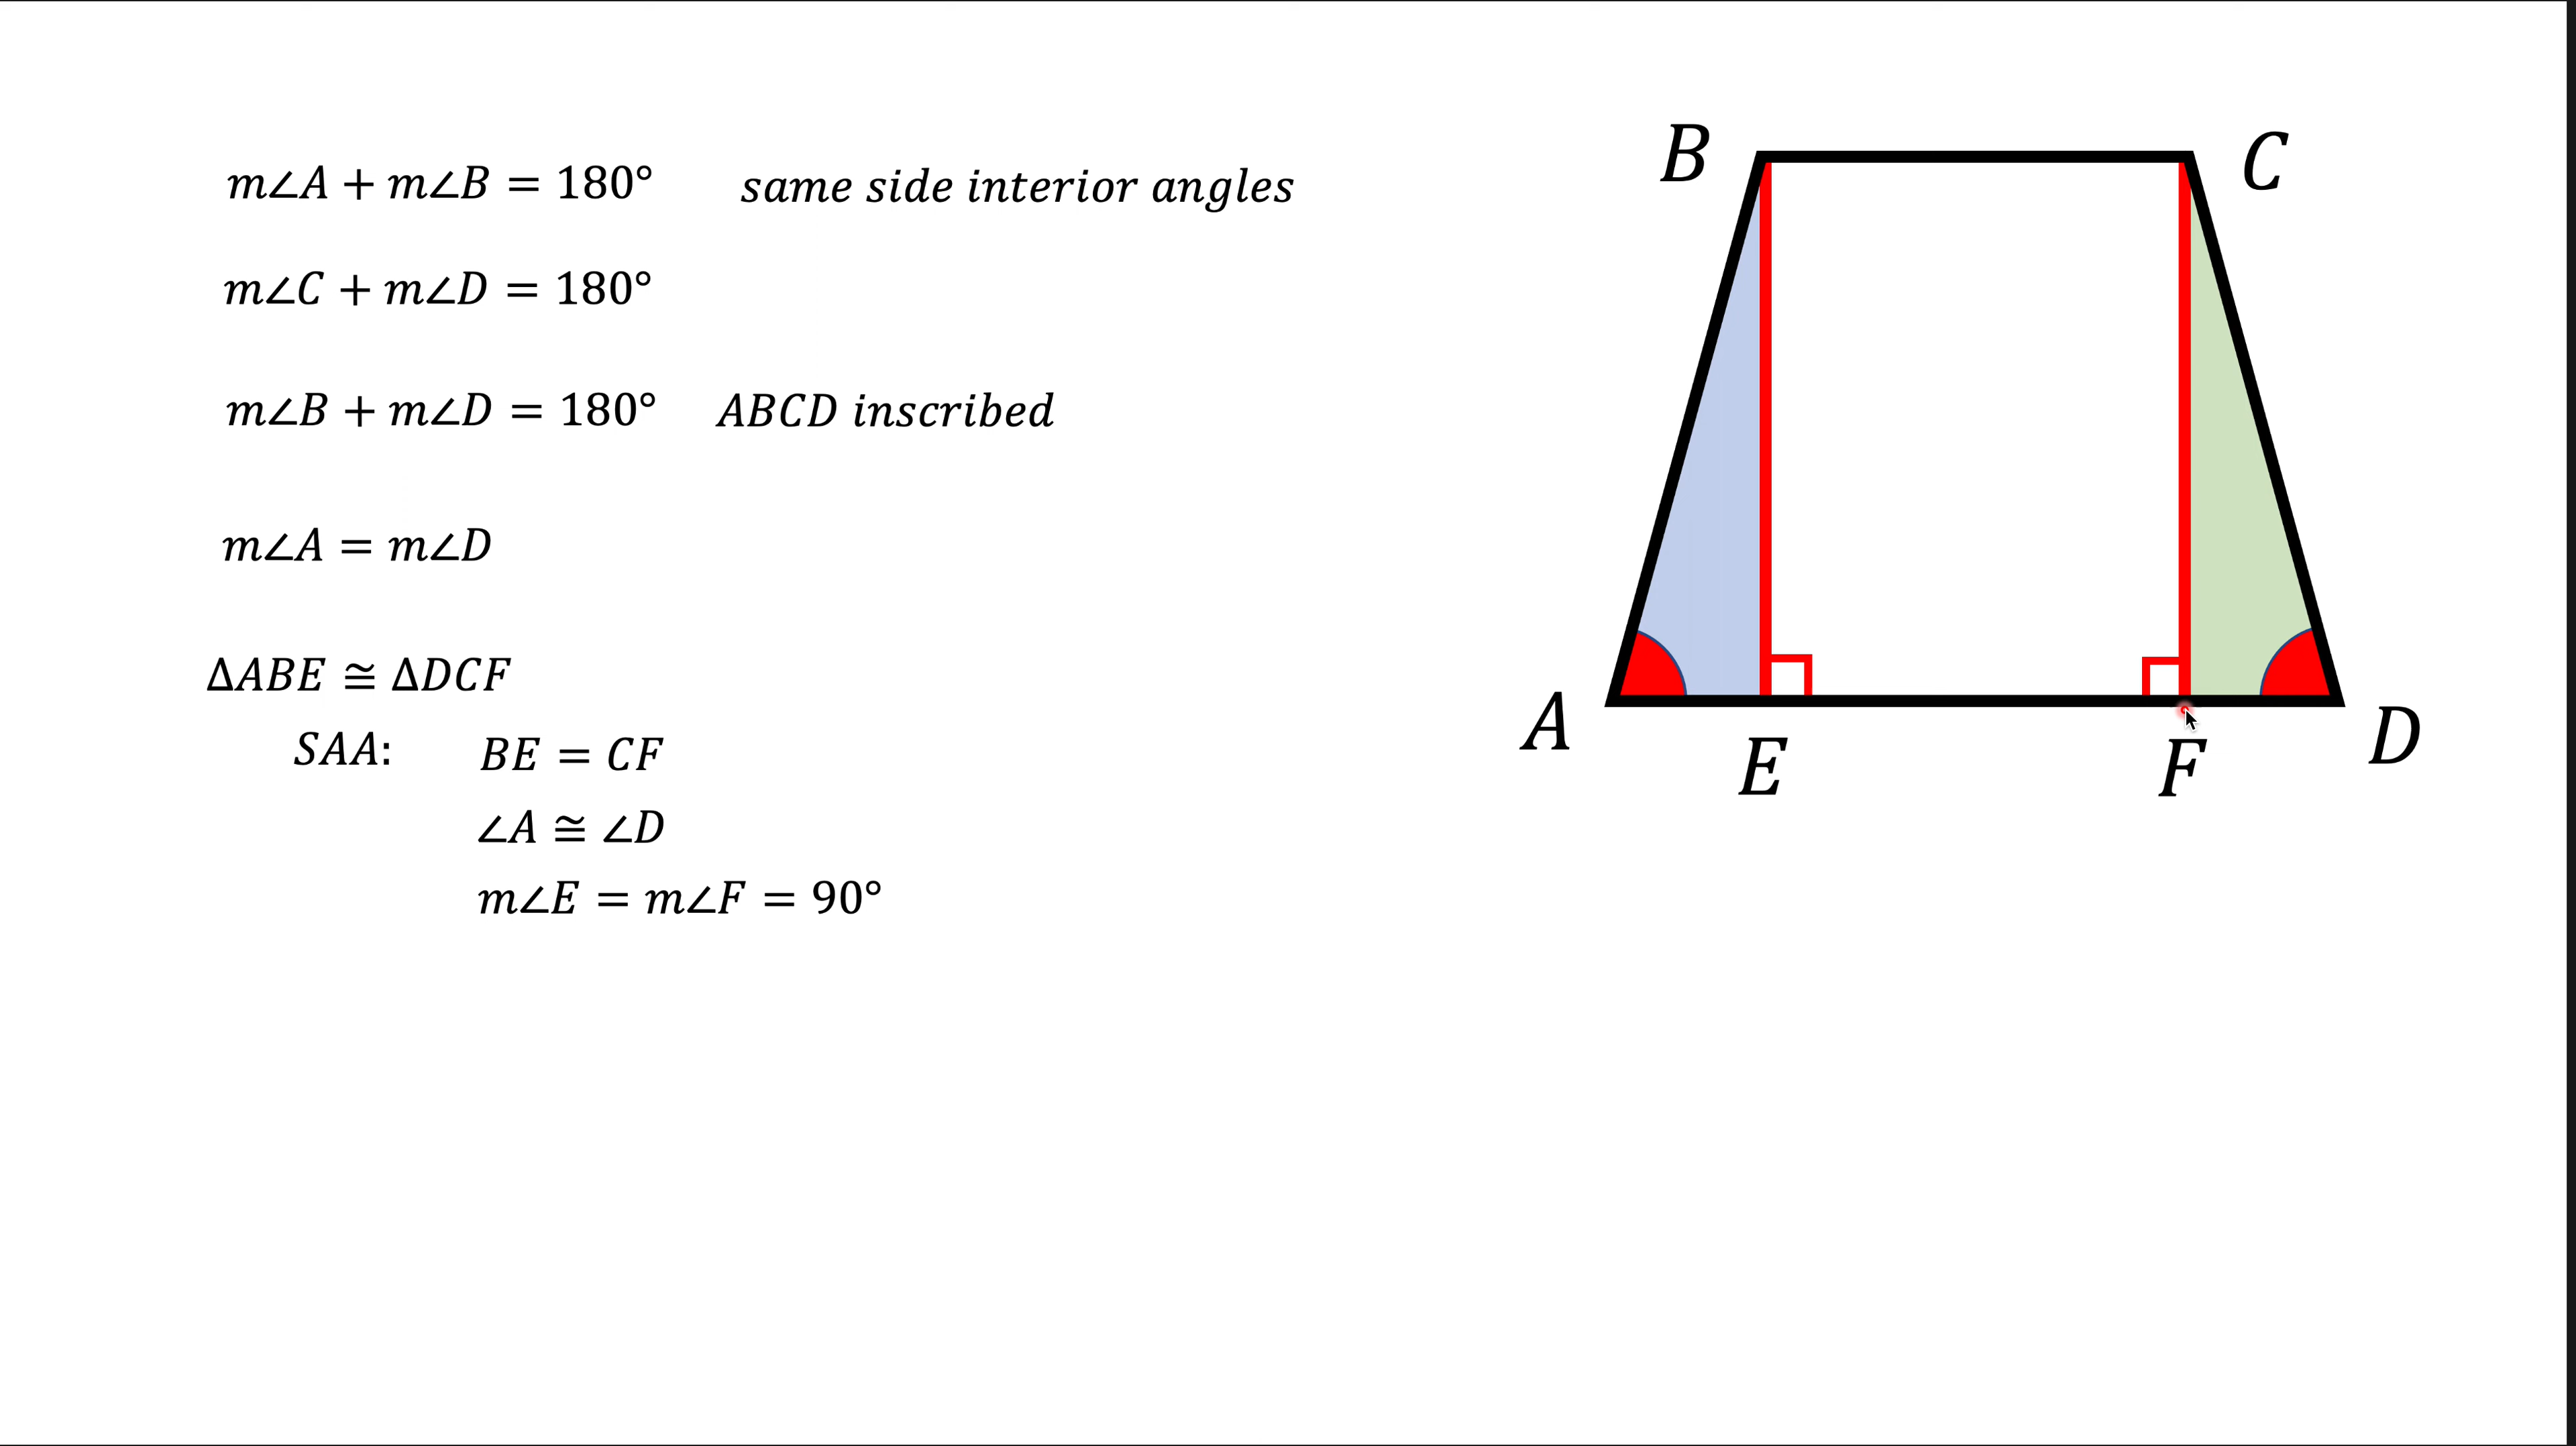 m∠A + m∠B = 180° same side interior angles
m∠C + m∠D = 180°
m∠B + m∠D = 180° ABCD inscribed
m∠A = m∠D
ΔABE ≅ ΔDCF
SAA: BE = CF
∠A ≅ ∠D
m∠E = m∠F = 90°
B C
A E F D